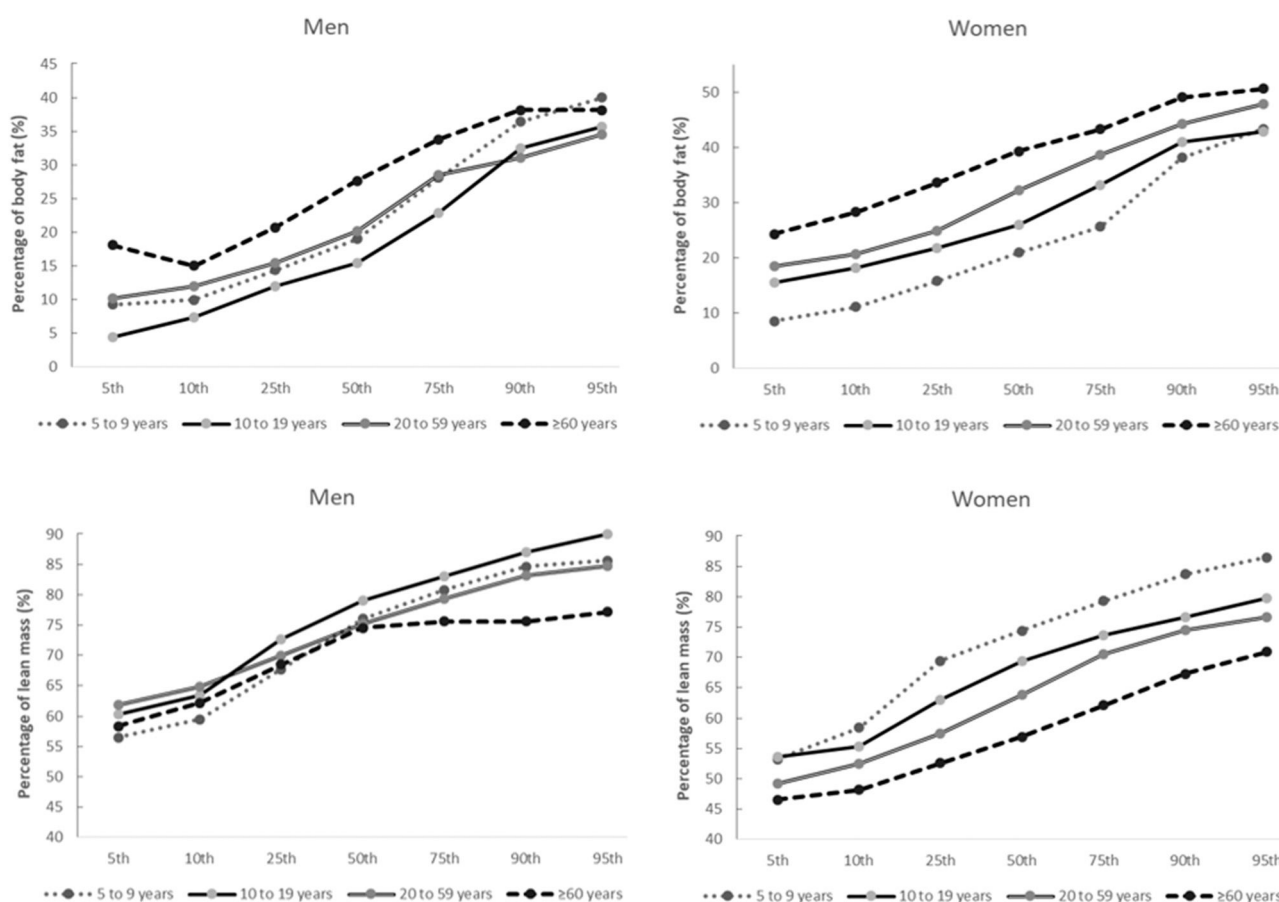 Men
Percentage of body fat (%)
45
40
35
30
25
20
15
10
5
0
5th 10th 25th 50th 75th 90th 95th
5 to 9 years 10 to 19 years 20 to 59 years ≥60 years
Women
Percentage of body fat (%)
50
40
30
20
10
0
5th 10th 25th 50th 75th 90th 95th
5 to 9 years 10 to 19 years 20 to 59 years ≥60 years
Men
Percentage of lean mass (%)
90
85
80
75
70
65
60
55
50
45
40
5th 10th 25th 50th 75th 90th 95th
5 to 9 years 10 to 19 years 20 to 59 years ≥60 years
Women
Percentage of lean mass (%)
90
85
80
75
70
65
60
55
50
45
40
5th 10th 25th 50th 75th 90th 95th
5 to 9 years 10 to 19 years 20 to 59 years ≥60 years